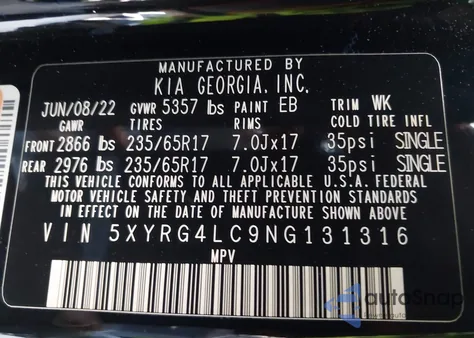 MANUFACTURED BY
KIA GEORGIA. INC.
JUN/08/22 GVWR 5357 lbs PAINT EB TRIM WK
GAWR TIRES RIMS COLD TIRE INFL
FRONT 2866 lbs 235/65R17 7.0Jx17 35psi SINGLE
REAR 2976 lbs 235/65R17 7.0Jx17 35psi SINGLE
THIS VEHICLE CONFORMS TO ALL APPLICABLE U.S.A. FEDERAL
MOTOR VEHICLE SAFETY AND THEFT PREVENTION STANDARDS
IN EFFECT ON THE DATE OF MANUFACTURE SHOWN ABOVE
VIN 5XYRG4LC9NG131316
MPV
autoSnap